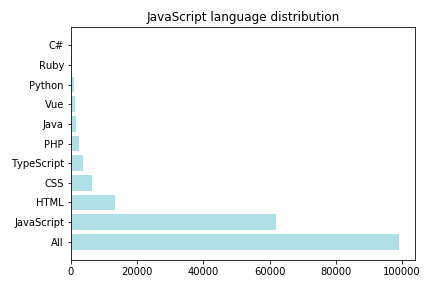 JavaScript language distribution
C#
Ruby
Python
Vue
Java
PHP
TypeScript
CSS
HTML
JavaScript
All
0 20000 40000 60000 80000 100000